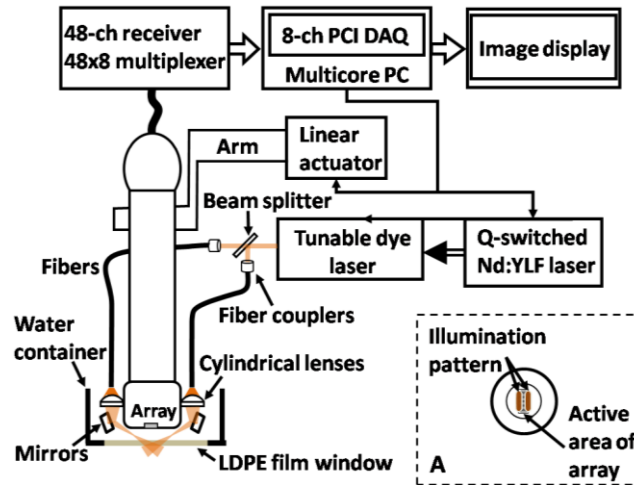 48-ch receiver
48x8 multiplexer
8-ch PCI DAQ
Multicore PC
Image display
Arm
Linear
actuator
Beam splitter
Tunable dye
laser
Q-switched
Nd:YLF laser
Fibers
Fiber couplers
Water
container
Cylindrical lenses
Array
Mirrors
LDPE film window
Illumination
pattern
Active
area of
array
A